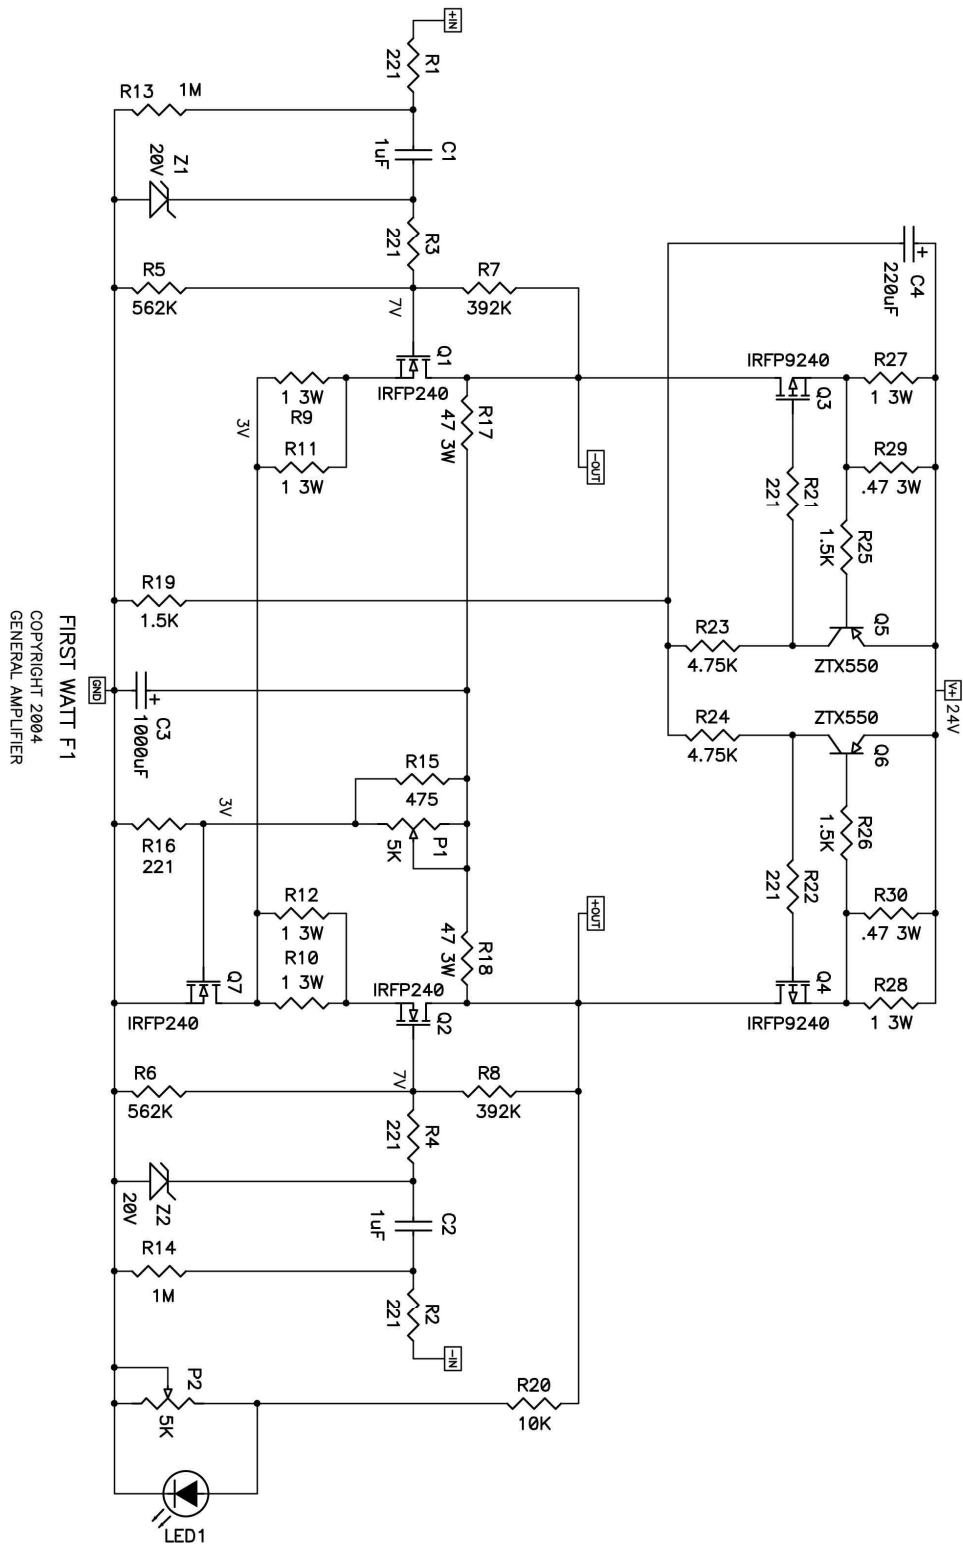 +IN
R1
221
R13 1M
C1
1uF
Z1
20V
R3
221
+
C4
220uF
R5
562K
R7
392K
7V
Q1
IRFP240
IRFP9240
Q3
R27
1 3W
1 3W
R9
3V
R17
47 3W
R11
1 3W
-OUT
R29
.47 3W
R21
221
R25
1.5K
R19
1.5K
R23
4.75K
Q5
ZTX550
GND
+
C3
1000uF
V+
24V
R24
4.75K
ZTX550
Q6
R15
475
3V
R16
221
P1
5K
R26
1.5K
R22
221
R12
1 3W
R10
1 3W
R18
47 3W
+OUT
R30
.47 3W
Q7
IRFP240
IRFP240
Q2
Q4
IRFP9240
R28
1 3W
R6
562K
7V
R8
392K
R4
221
Z2
20V
C2
1uF
R14
1M
R2
221
-IN
P2
5K
R20
10K
LED1
FIRST WATT F1
COPYRIGHT 2004
GENERAL AMPLIFIER